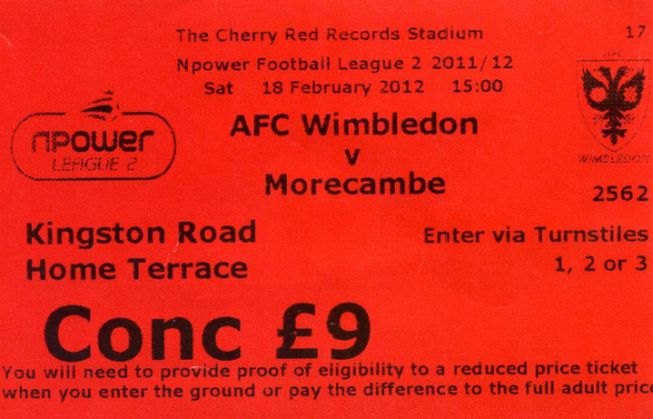 The Cherry Red Records Stadium 17
Npower Football League 2 2011/12
Sat 18 February 2012 15:00
AFC
npower
LEAGUE 2
AFC Wimbledon
v
Morecambe
WIMBLEDON
2562
Kingston Road
Home Terrace
Enter via Turnstiles
1, 2 or 3
Conc £9
You will need to provide proof of eligibility to a reduced price ticket
when you enter the ground or pay the difference to the full adult price